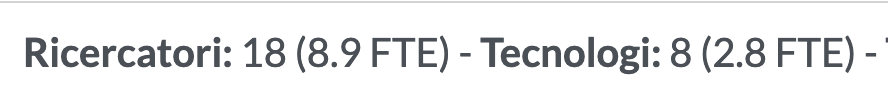 Ricercatori: 18 (8.9 FTE) - Tecnologi: 8 (2.8 FTE) -